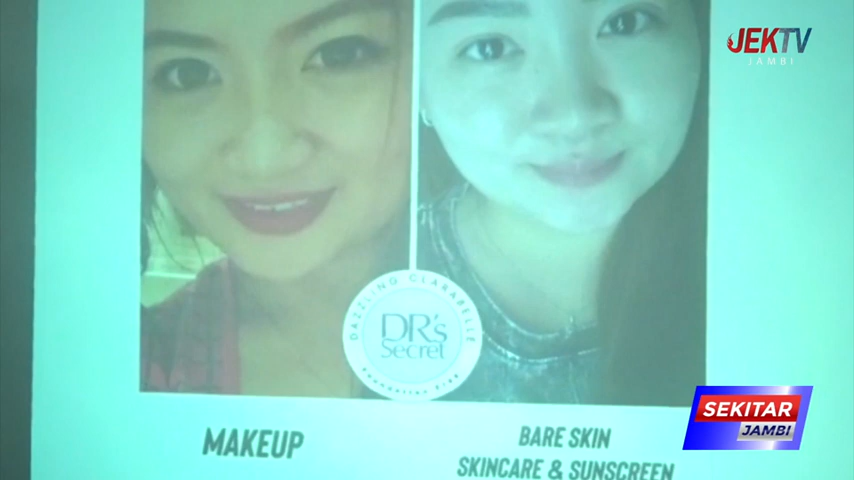 JEKTV
JAMBI
DAZZLING CLARABELLE
DR's
Secret
MAKEUP
BARE SKIN
SKINCARE & SUNSCREEN
SEKITAR
JAMBI